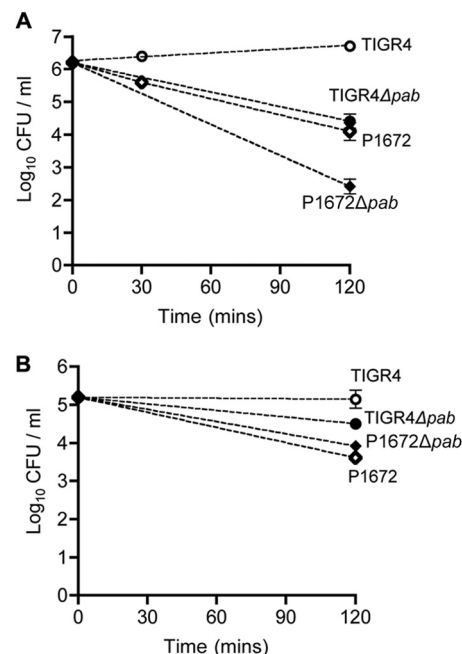 A
7
6
5
4
3
2
1
0
Log10 CFU / ml
TIGR4
TIGR4Δpab
P1672
P1672Δpab
0 30 60 90 120
Time (mins)
B
6
5
4
3
2
1
0
Log10 CFU / ml
TIGR4
TIGR4Δpab
P1672Δpab
P1672
0 30 60 90 120
Time (mins)